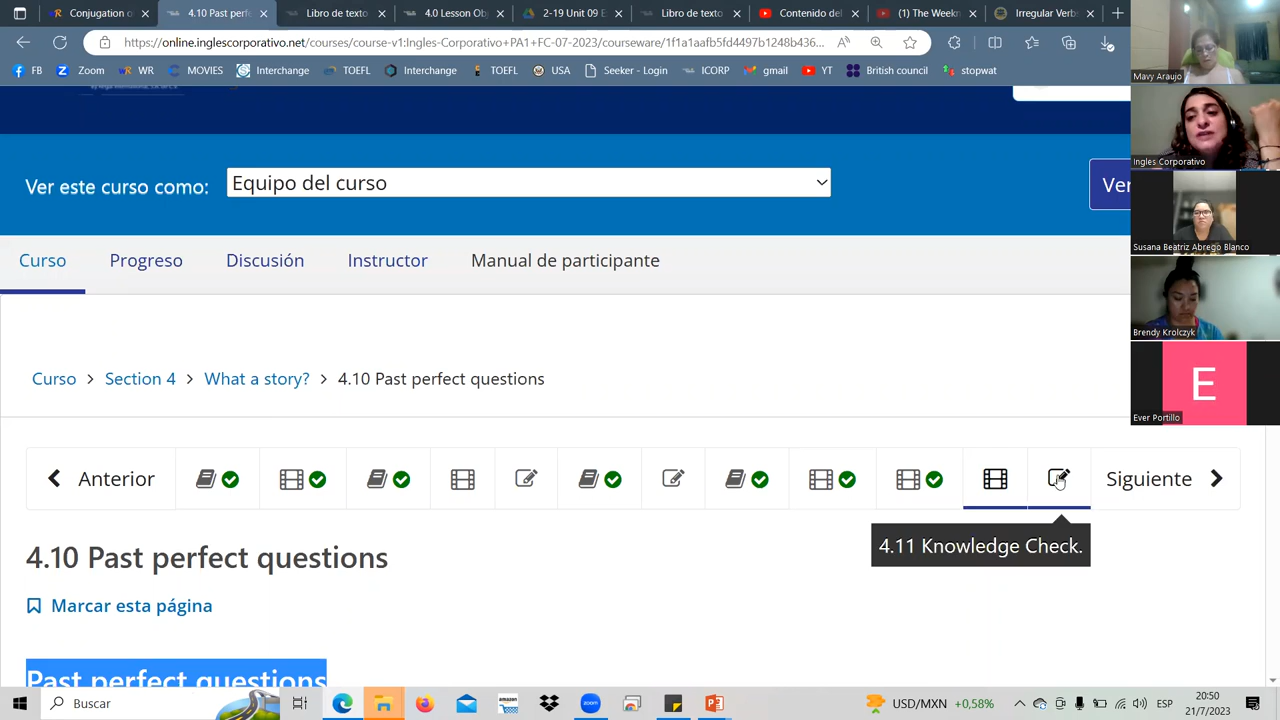 Conjugation o
4.10 Past perf
Libro de texto
4.0 Lesson Obj
2-19 Unit 09 E
Libro de texto
Contenido del
(1) The Weekn
Irregular Verbs
https://online.inglescorporativo.net/courses/course-v1:Ingles-Corporativo+PA1+FC-07-2023/courseware/1f1a1aafb5fd4497b1248b436...
FB
Zoom
WR
MOVIES
Interchange
TOEFL
Interchange
TOEFL
USA
Seeker - Login
ICORP
gmail
YT
British council
stopwat
Mavy Araujo
Ingles Corporativo
Susana Beatriz Abrego Blanco
Brendy Krolczyk
E
Ever Portillo
Ver este curso como:
Equipo del curso
Ver
Curso
Progreso
Discusión
Instructor
Manual de participante
Curso > Section 4 > What a story? > 4.10 Past perfect questions
Anterior
Siguiente
4.11 Knowledge Check.
4.10 Past perfect questions
Marcar esta página
Past perfect questions
Buscar
amazon
USD/MXN +0,58%
ESP
20:50
21/7/2023